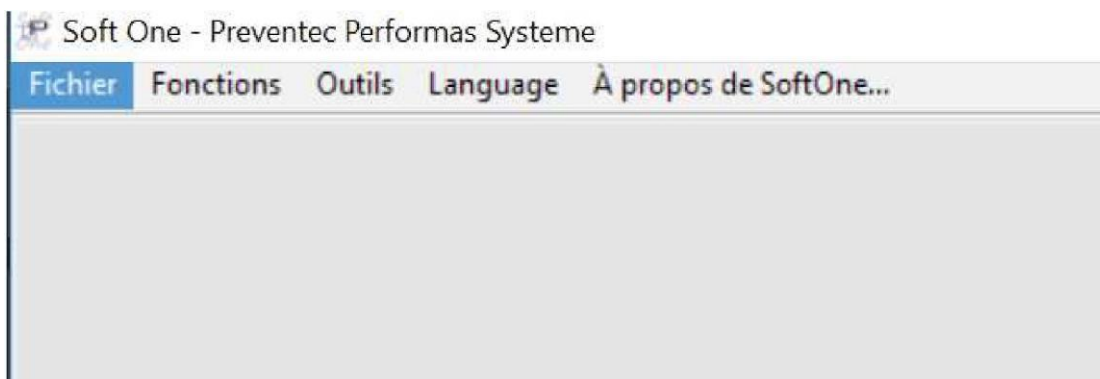 Soft One - Preventec Performas Systeme
Fichier Fonctions Outils Language À propos de SoftOne...